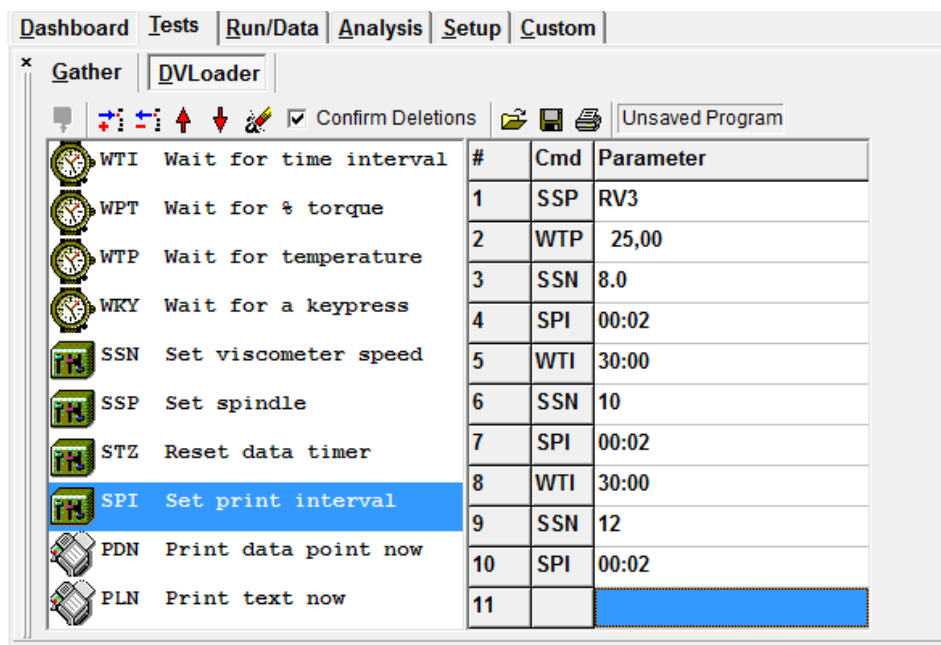 Dashboard Tests Run/Data Analysis Setup Custom
Gather DVLoader
Confirm Deletions Unsaved Program
WTI Wait for time interval
WPT Wait for % torque
WTP Wait for temperature
WKY Wait for a keypress
SSN Set viscometer speed
SSP Set spindle
STZ Reset data timer
SPI Set print interval
PDN Print data point now
PLN Print text now
# Cmd Parameter
1 SSP RV3
2 WTP 25,00
3 SSN 8.0
4 SPI 00:02
5 WTI 30:00
6 SSN 10
7 SPI 00:02
8 WTI 30:00
9 SSN 12
10 SPI 00:02
11